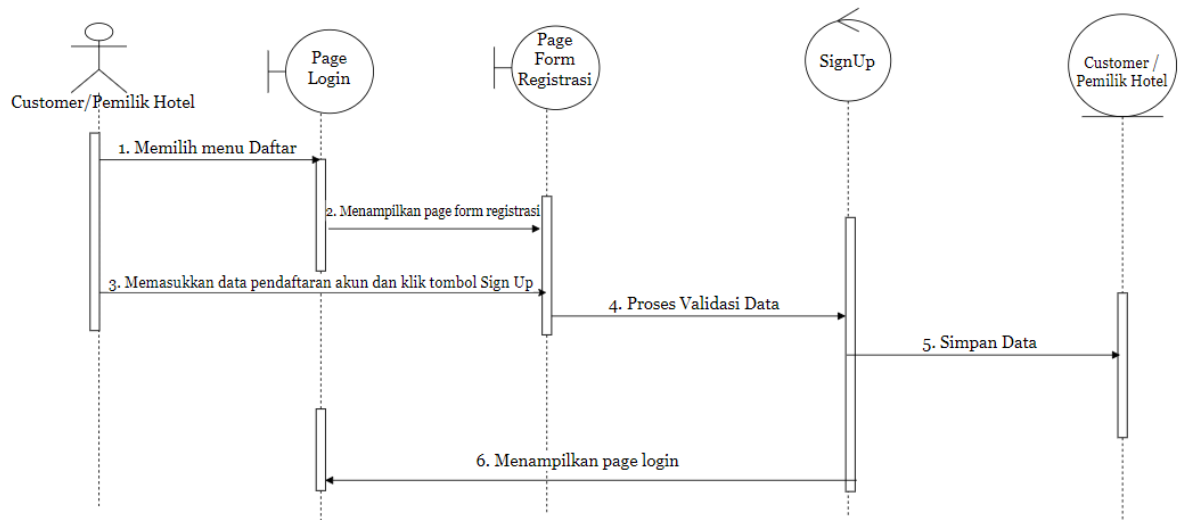 Customer/Pemilik Hotel
Page
Login
Page
Form
Registrasi
SignUp
Customer /
Pemilik Hotel
1. Memilih menu Daftar
2. Menampilkan page form registrasi
3. Memasukkan data pendaftaran akun dan klik tombol Sign Up
4. Proses Validasi Data
5. Simpan Data
6. Menampilkan page login